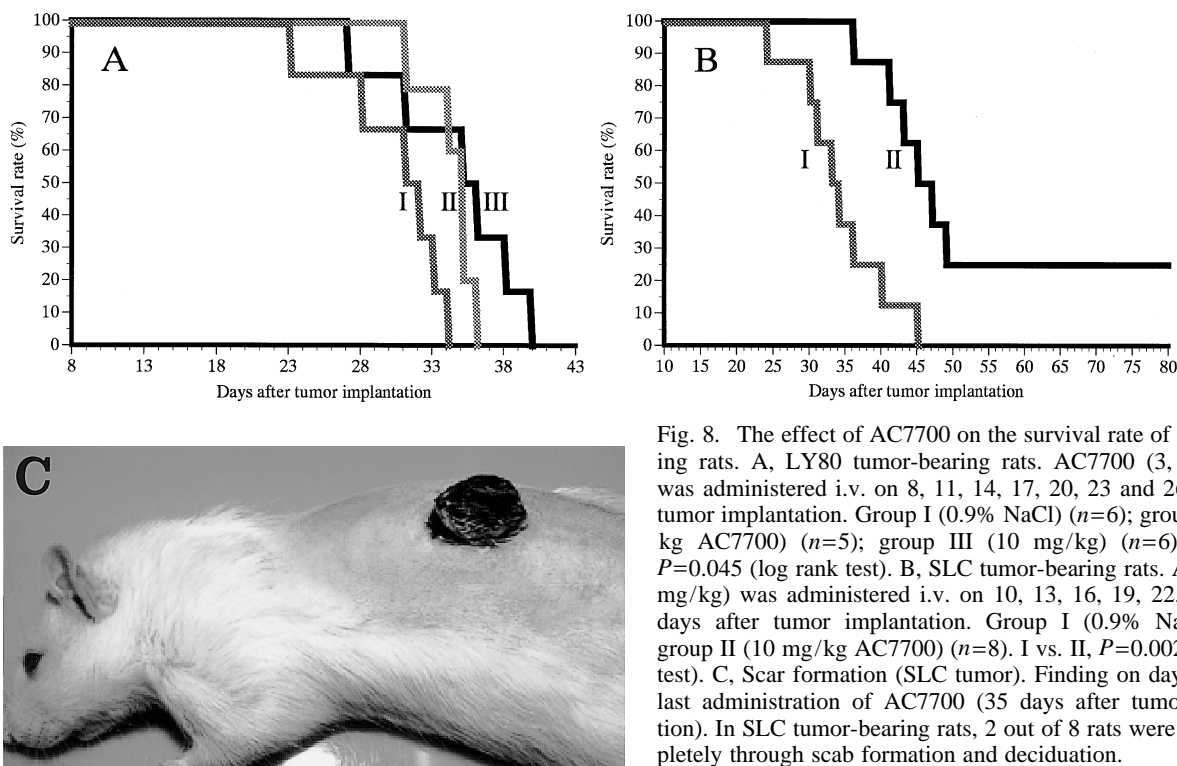 A
B
100
90
80
70
60
50
40
30
20
10
0
Survival rate (%)
I
II
III
8 13 18 23 28 33 38 43
Days after tumor implantation
100
90
80
70
60
50
40
30
20
10
0
Survival rate (%)
I
II
10 15 20 25 30 35 40 45 50 55 60 65 70 75 80
Days after tumor implantation
C
Fig. 8. The effect of AC7700 on the survival rate of
ing rats. A, LY80 tumor-bearing rats. AC7700 (3,
was administered i.v. on 8, 11, 14, 17, 20, 23 and
tumor implantation. Group I (0.9% NaCl) (n=6);
kg AC7700) (n=5); group III (10 mg/kg) (n=6)
P=0.045 (log rank test). B, SLC tumor-bearing rats.
mg/kg) was administered i.v. on 10, 13, 16, 19, 22,
days after tumor implantation. Group I (0.9%
group II (10 mg/kg AC7700) (n=8). I vs. II, P=0.002
test). C, Scar formation (SLC tumor). Finding on
last administration of AC7700 (35 days after
tion). In SLC tumor-bearing rats, 2 out of 8 rats were
pletely through scab formation and deciduation.